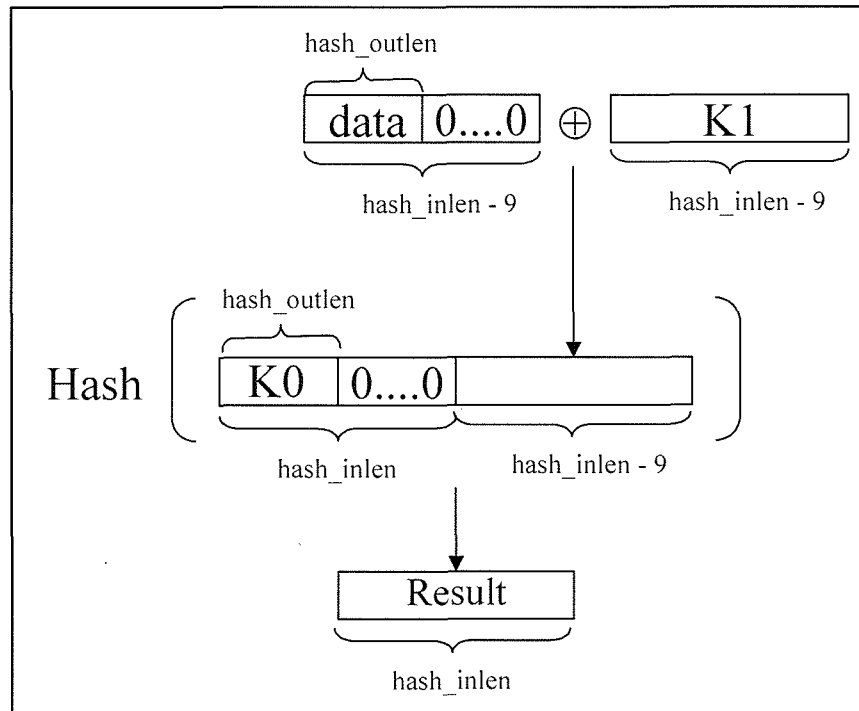 hash_outlen
data 0....0 ⊕ K1
hash_inlen - 9 hash_inlen - 9
hash_outlen
Hash K0 0....0
hash_inlen hash_inlen - 9
Result
hash_inlen